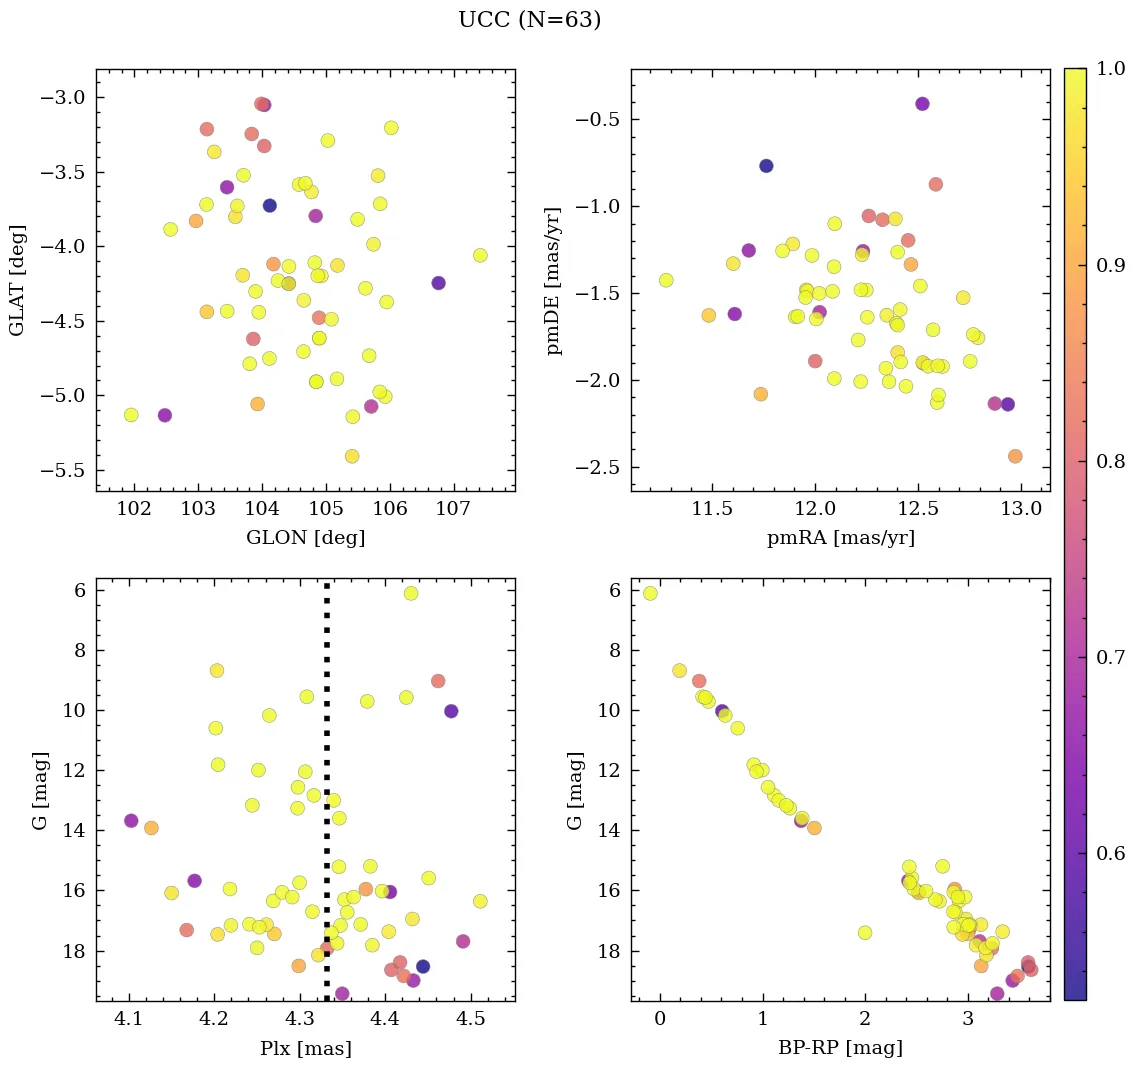 UCC (N=63)
−3.0
−3.5
−4.0
−4.5
−5.0
−5.5
GLAT [deg]
102 103 104 105 106 107
GLON [deg]
−0.5
−1.0
−1.5
−2.0
−2.5
pmDE [mas/yr]
11.5 12.0 12.5 13.0
pmRA [mas/yr]
1.0
0.9
0.8
0.7
0.6
6
8
10
12
14
16
18
G [mag]
4.1 4.2 4.3 4.4 4.5
Plx [mas]
6
8
10
12
14
16
18
G [mag]
0 1 2 3
BP-RP [mag]